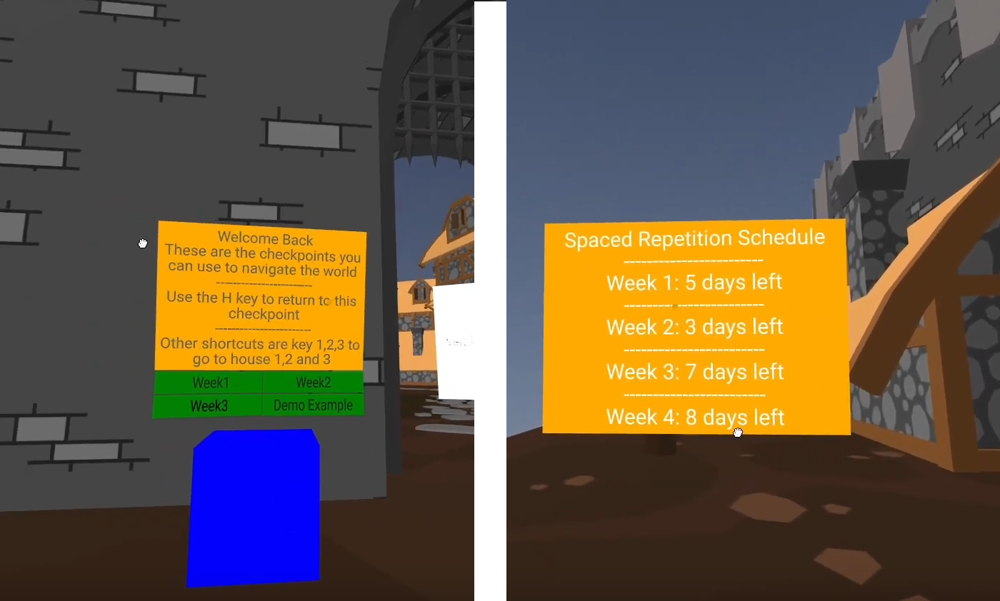 Welcome Back
These are the checkpoints you
can use to navigate the world
------------------------
Use the H key to return to this
checkpoint
------------------------
Other shortcuts are key 1,2,3 to
go to house 1,2 and 3
Week1 Week2
Week3 Demo Example
Spaced Repetition Schedule
------------------------
Week 1: 5 days left
------------------------
Week 2: 3 days left
------------------------
Week 3: 7 days left
------------------------
Week 4: 8 days left